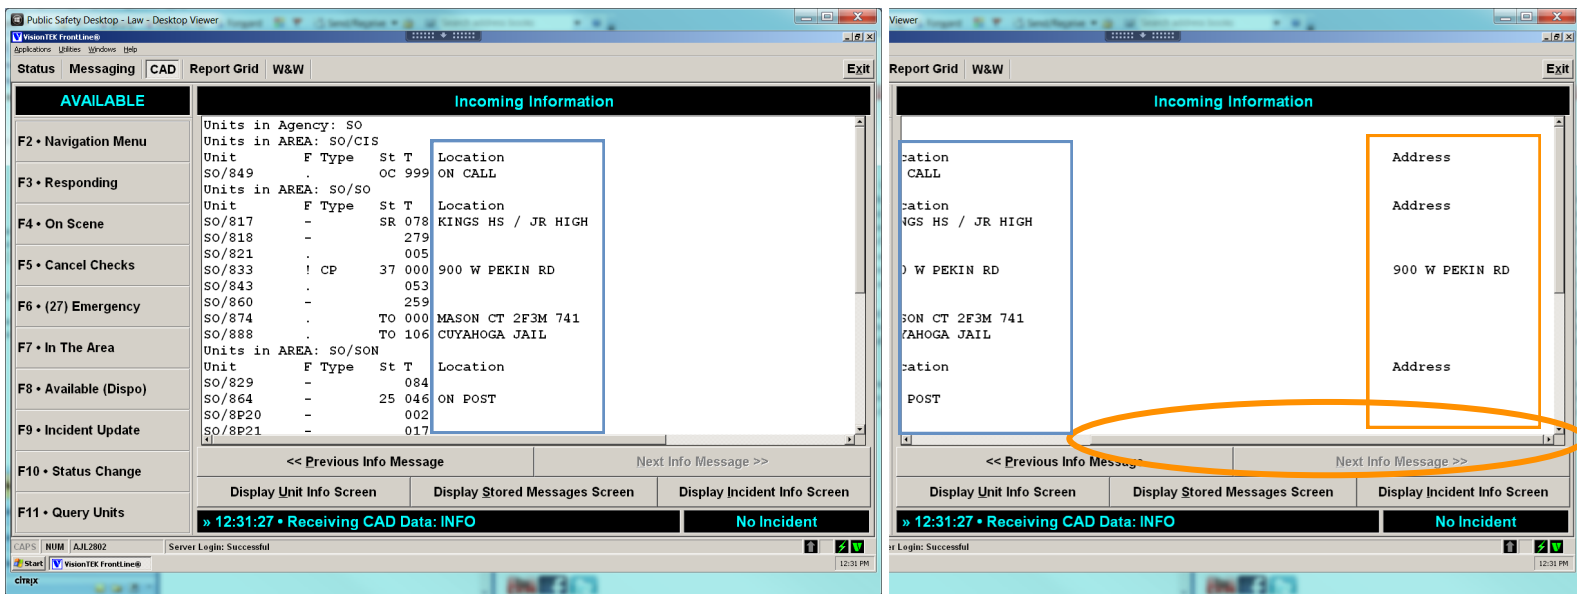 Public Safety Desktop - Law - Desktop Viewer
VisionTEK FrontLine®
Applications Utilities Windows Help
Status Messaging CAD Report Grid W&W Exit
AVAILABLE
Incoming Information
F2 • Navigation Menu
F3 • Responding
F4 • On Scene
F5 • Cancel Checks
F6 • (27) Emergency
F7 • In The Area
F8 • Available (Dispo)
F9 • Incident Update
F10 • Status Change
F11 • Query Units
Units in Agency: SO
Units in AREA: SO/CIS
Unit F Type St T Location
SO/849 . OC 999 ON CALL
Units in AREA: SO/SO
Unit F Type St T Location
SO/817 - SR 078 KINGS HS / JR HIGH
SO/818 - 279
SO/821 . 005
SO/833 ! CP 37 000 900 W PEKIN RD
SO/843 . 053
SO/860 - 259
SO/874 . TO 000 MASON CT 2F3M 741
SO/888 . TO 106 CUYAHOGA JAIL
Units in AREA: SO/SON
Unit F Type St T Location
SO/829 - 084
SO/864 - 25 046 ON POST
SO/8P20 - 002
SO/8P21 - 017
<< Previous Info Message Next Info Message >>
Display Unit Info Screen Display Stored Messages Screen Display Incident Info Screen
» 12:31:27 • Receiving CAD Data: INFO No Incident
CAPS NUM AJL2802 Server Login: Successful
Start VisionTEK FrontLine® 12:31 PM
CITRIX
Viewer
Report Grid W&W Exit
Incoming Information
cation Address
CALL
cation Address
NGS HS / JR HIGH
0 W PEKIN RD 900 W PEKIN RD
SON CT 2F3M 741
YAHOGA JAIL
cation Address
POST
<< Previous Info Message Next Info Message >>
Display Unit Info Screen Display Stored Messages Screen Display Incident Info Screen
» 12:31:27 • Receiving CAD Data: INFO No Incident
er Login: Successful
12:31 PM